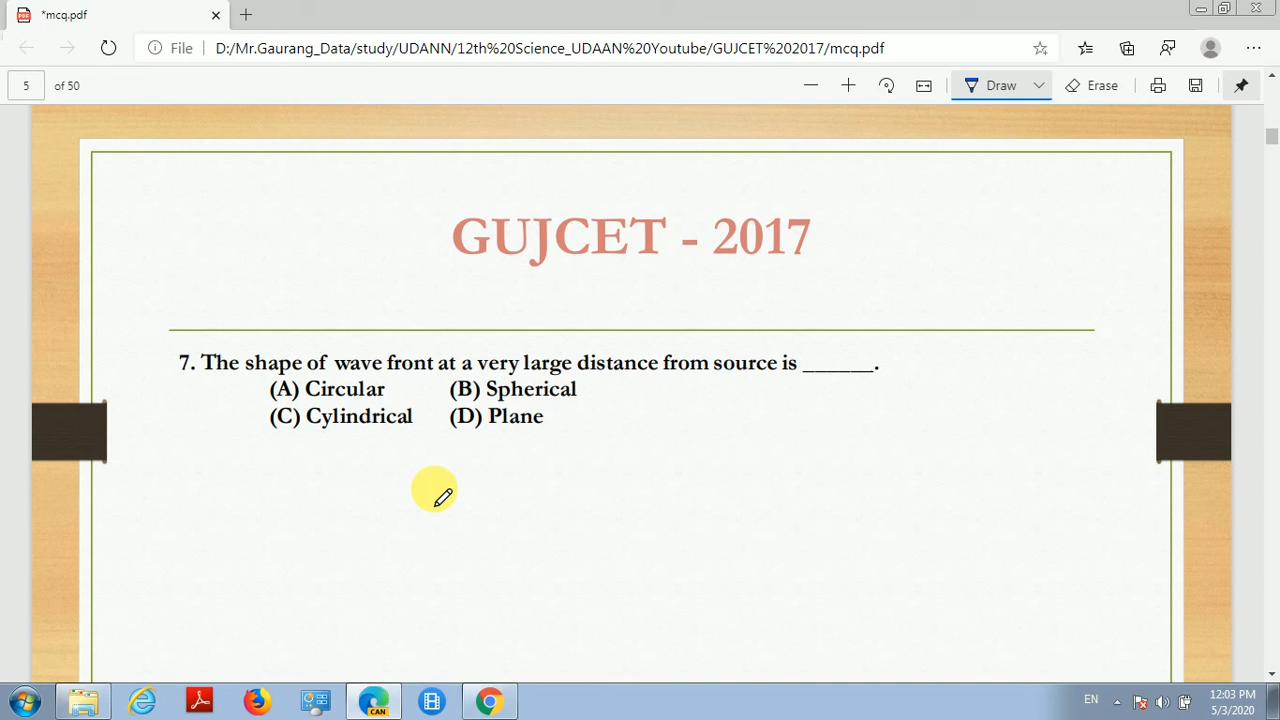 *mcq.pdf
File
D:/Mr.Gaurang_Data/study/UDANN/12th%20Science_UDAAN%20Youtube/GUJCET%202017/mcq.pdf
5 of 50
Draw
Erase
GUJCET - 2017
7. The shape of wave front at a very large distance from source is ______.
(A) Circular (B) Spherical
(C) Cylindrical (D) Plane
CAN
EN
12:03 PM
5/3/2020